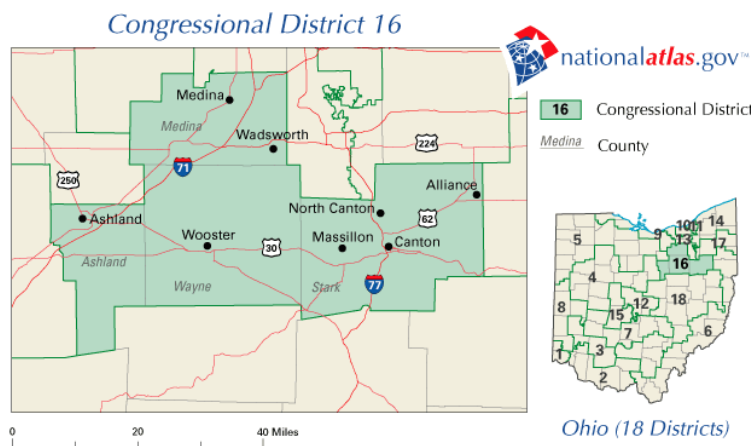 Congressional District 16
nationalatlas.gov™
16 Congressional District
Medina County
Medina
Medina
Wadsworth
224
71
250
Alliance
Ashland
North Canton
62
Wooster
30
Massillon
Canton
Ashland
Wayne
Stark
77
0 20 40 Miles
14
10
11
9
13
5
17
16
4
18
12
8
15
7
6
1
3
2
Ohio (18 Districts)